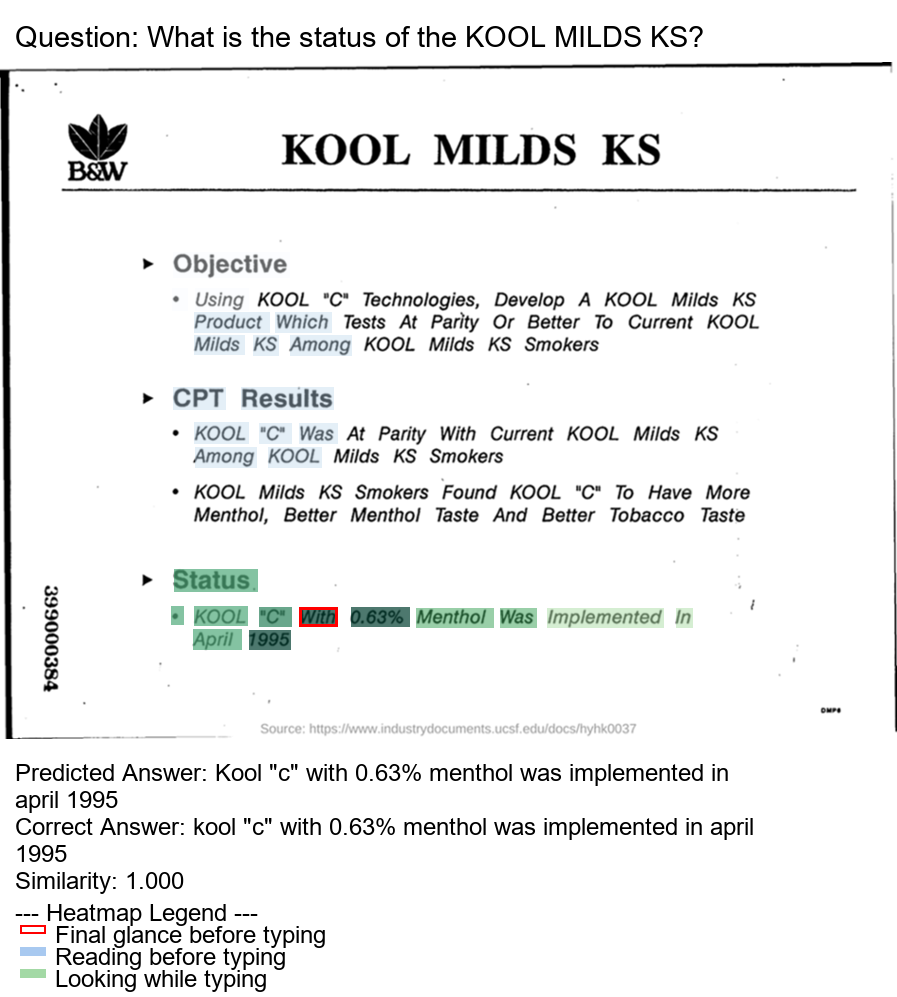 Question: What is the status of the KOOL MILDS KS?
B&W
KOOL MILDS KS
Objective
• Using KOOL "C" Technologies, Develop A KOOL Milds KS
Product Which Tests At Parity Or Better To Current KOOL
Milds KS Among KOOL Milds KS Smokers
CPT Results
• KOOL "C" Was At Parity With Current KOOL Milds KS
Among KOOL Milds KS Smokers
• KOOL Milds KS Smokers Found KOOL "C" To Have More
Menthol, Better Menthol Taste And Better Tobacco Taste
Status
• KOOL "C" With 0.63% Menthol Was Implemented In
April 1995
399000384
DMP6
Source: https://www.industrydocuments.ucsf.edu/docs/hyhk0037
Predicted Answer: Kool "c" with 0.63% menthol was implemented in
april 1995
Correct Answer: kool "c" with 0.63% menthol was implemented in april
1995
Similarity: 1.000
--- Heatmap Legend ---
Final glance before typing
Reading before typing
Looking while typing